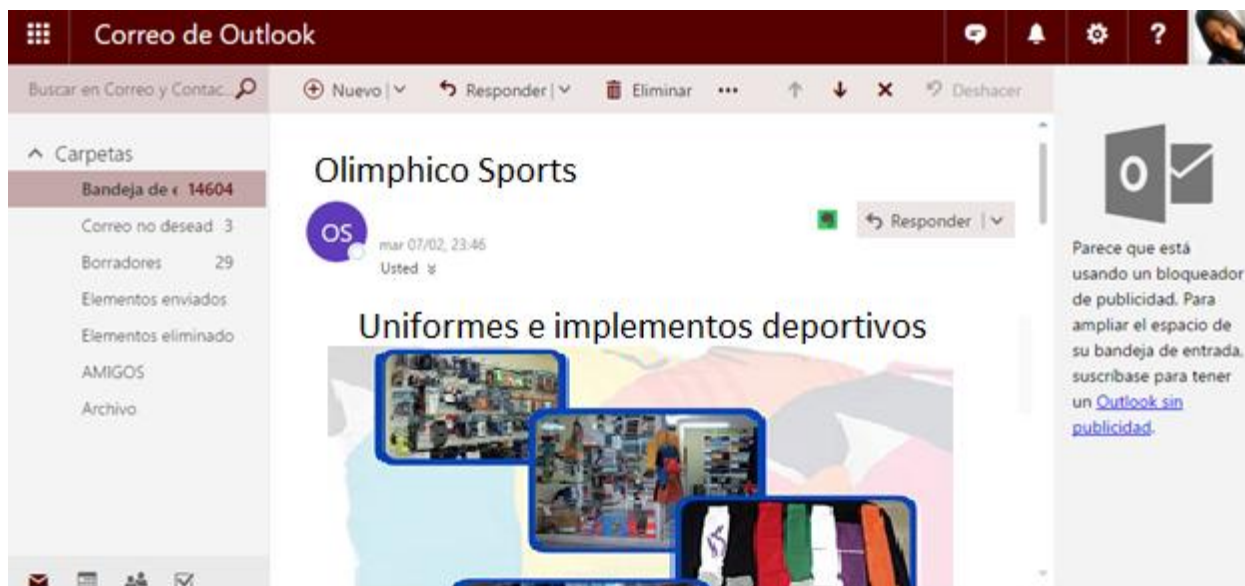 Correo de Outlook
?
Buscar en Correo y Contac...
Nuevo
Responder
Eliminar
...
Deshacer
Carpetas
Bandeja de 14604
Correo no desead 3
Borradores 29
Elementos enviados
Elementos eliminado
AMIGOS
Archivo
Olimphico Sports
OS
mar 07/02, 23:46
Usted
Responder
Uniformes e implementos deportivos
O
Parece que está
usando un bloqueador
de publicidad. Para
ampliar el espacio de
su bandeja de entrada,
suscríbase para tener
un Outlook sin
publicidad.